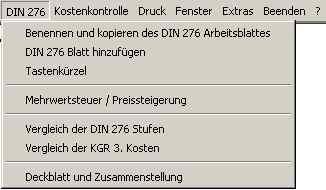 DIN 276 Kostenkontrolle Druck Fenster Extras Beenden ?
Benennen und kopieren des DIN 276 Arbeitsblattes
DIN 276 Blatt hinzufügen
Tastenkürzel
Mehrwertsteuer / Preissteigerung
Vergleich der DIN 276 Stufen
Vergleich der KGR 3. Kosten
Deckblatt und Zusammenstellung